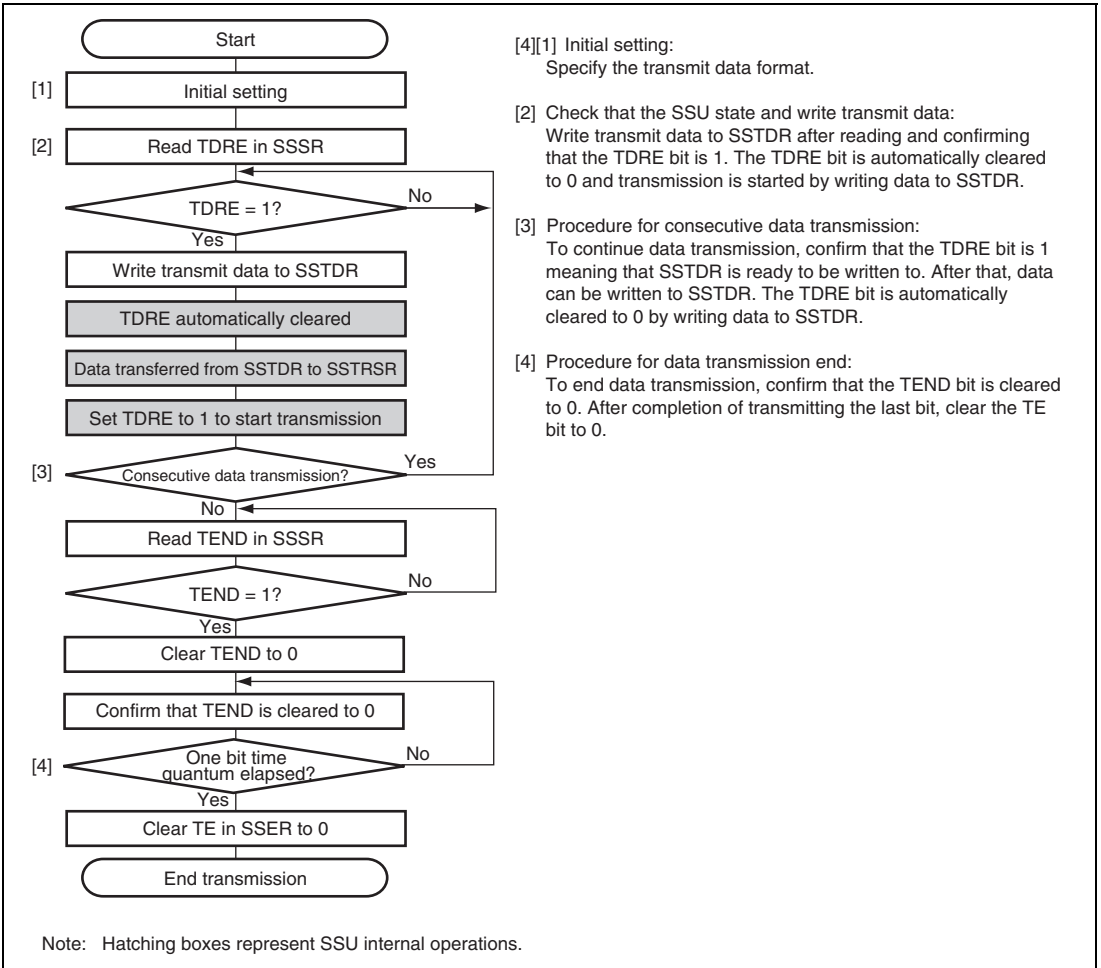 Start
[1] Initial setting
[2] Read TDRE in SSSR
TDRE = 1?
No
Yes
Write transmit data to SSTDR
TDRE automatically cleared
Data transferred from SSTDR to SSTRSR
Set TDRE to 1 to start transmission
[3] Consecutive data transmission?
Yes
No
Read TEND in SSSR
TEND = 1?
No
Yes
Clear TEND to 0
Confirm that TEND is cleared to 0
[4] One bit time
quantum elapsed?
No
Yes
Clear TE in SSER to 0
End transmission
[4][1] Initial setting:
Specify the transmit data format.
[2] Check that the SSU state and write transmit data:
Write transmit data to SSTDR after reading and confirming
that the TDRE bit is 1. The TDRE bit is automatically cleared
to 0 and transmission is started by writing data to SSTDR.
[3] Procedure for consecutive data transmission:
To continue data transmission, confirm that the TDRE bit is 1
meaning that SSTDR is ready to be written to. After that, data
can be written to SSTDR. The TDRE bit is automatically
cleared to 0 by writing data to SSTDR.
[4] Procedure for data transmission end:
To end data transmission, confirm that the TEND bit is cleared
to 0. After completion of transmitting the last bit, clear the TE
bit to 0.
Note: Hatching boxes represent SSU internal operations.